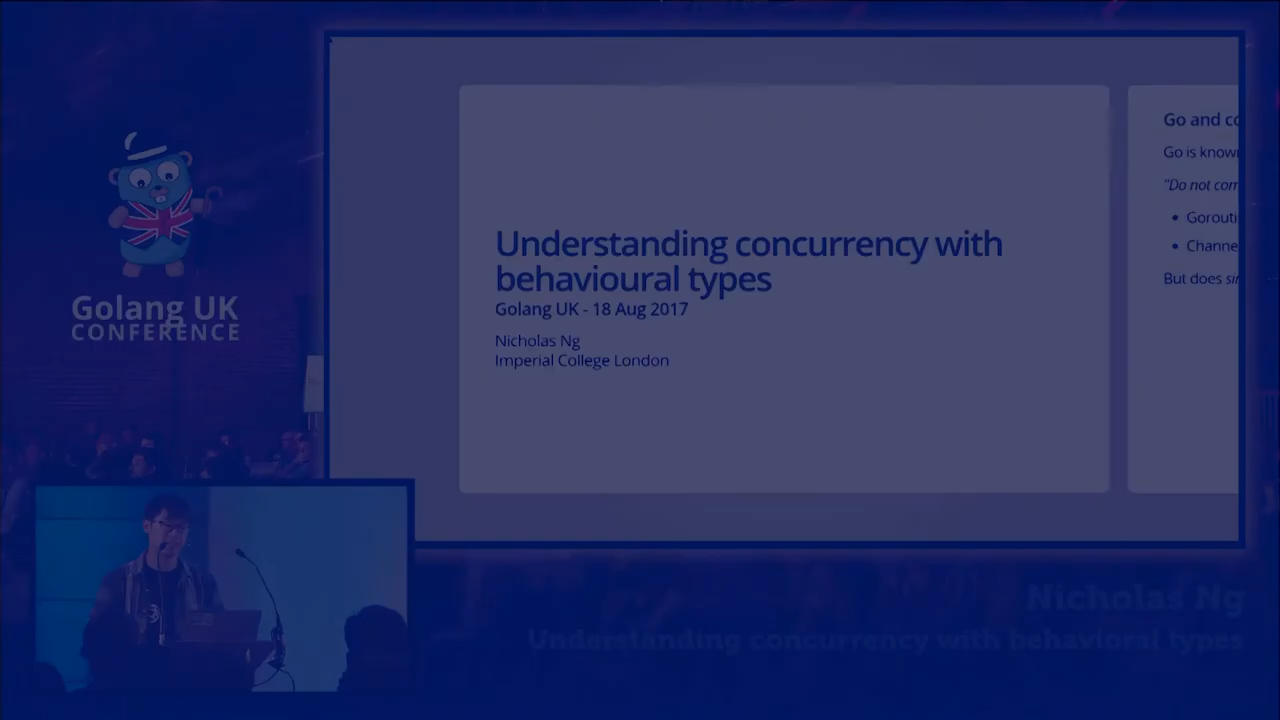 Golang UK
CONFERENCE
Understanding concurrency with
behavioural types
Golang UK - 18 Aug 2017
Nicholas Ng
Imperial College London
Go and co
Go is know
"Do not com
Gorouti
Channe
But does sim
Nicholas Ng
Understanding concurrency with behavioral types